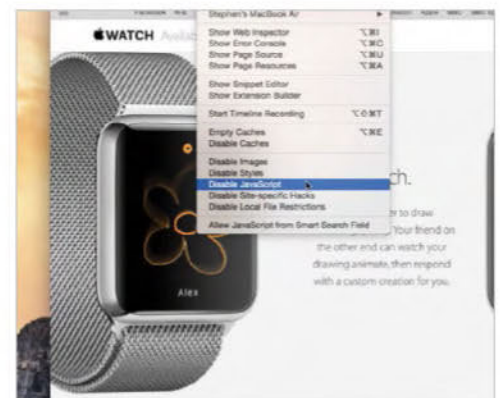 Stephen's MacBook Air
WATCH
Show Web Inspector ⌥⌘I
Show Error Console ⌥⌘C
Show Page Source ⌥⌘U
Show Page Resources ⌥⌘A
Show Snippet Editor
Show Extension Builder
Start Timeline Recording ⌥⇧⌘T
Empty Caches ⌥⌘E
Disable Caches
Disable Images
Disable Styles
Disable JavaScript
Disable Site-specific Hacks
Disable Local File Restrictions
Allow JavaScript from Smart Search Field
ch.
er to draw
Your friend on
the other end can watch your
drawing animate, then respond
with a custom creation for you.
Alex